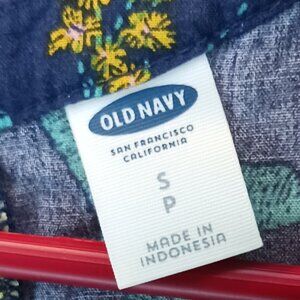 OLD NAVY
SAN FRANCISCO
CALIFORNIA
S
P
MADE IN
INDONESIA